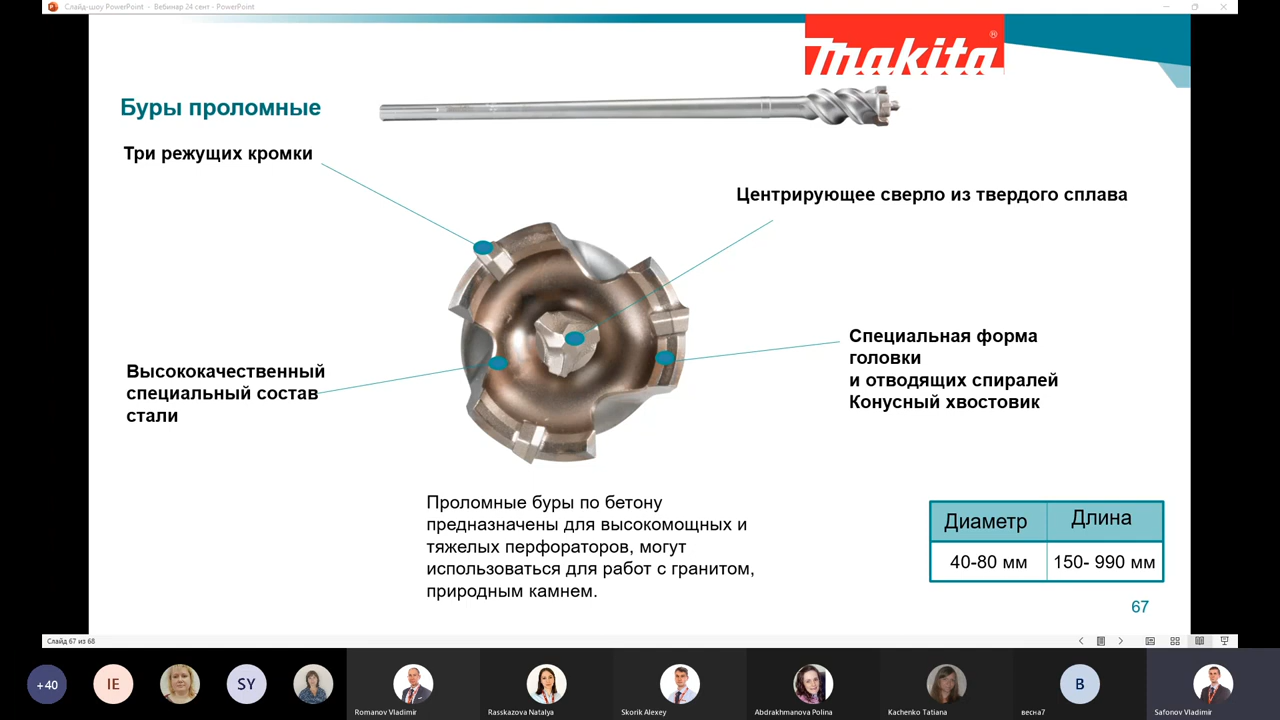 Слайд-шоу PowerPoint - Вебинар 24 сент - PowerPoint
makita ®
Буры проломные
Три режущих кромки
Центрирующее сверло из твердого сплава
Специальная форма
головки
и отводящих спиралей
Конусный хвостовик
Высококачественный
специальный состав
стали
Проломные буры по бетону
предназначены для высокомощных и
тяжелых перфораторов, могут
использоваться для работ с гранитом,
природным камнем.
Диаметр Длина
40-80 мм 150- 990 мм
67
Слайд 67 из 68
+40 IE SY B
Romanov Vladimir Rasskazova Natalya Skorik Alexey Abdrakhmanova Polina Kachenko Tatiana весна7 Safonov Vladimir